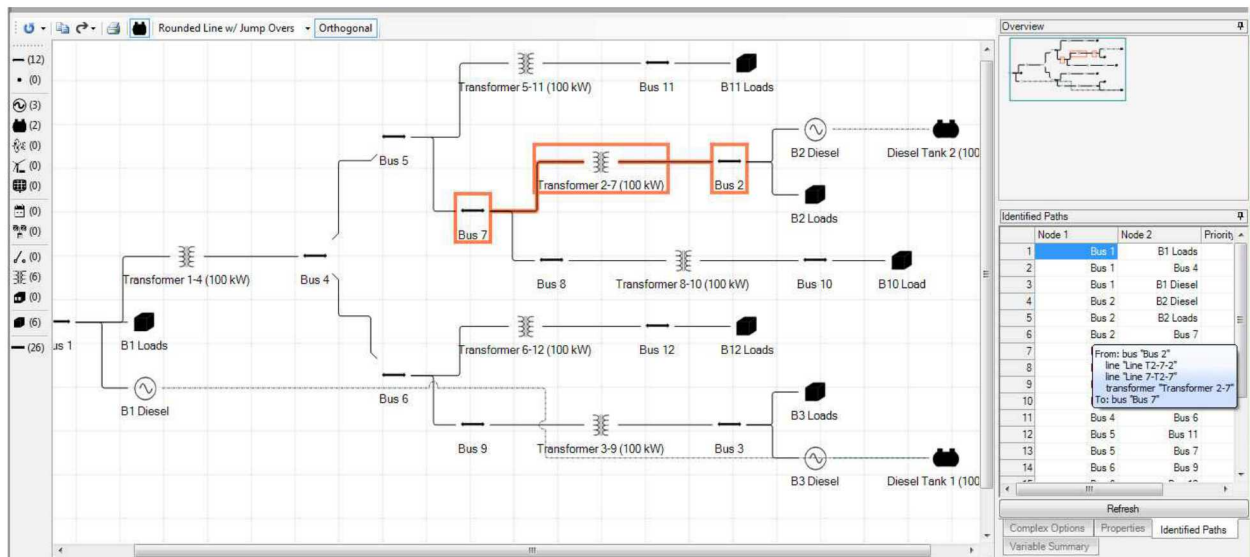 Rounded Line w/ Jump Overs
Orthogonal
(12)
(0)
(3)
(2)
(0)
(0)
(0)
(0)
(0)
(0)
(6)
(0)
(6)
(26)
Transformer 5-11 (100 kW)
Bus 11
B11 Loads
Bus 5
B2 Diesel
Diesel Tank 2 (100
Transformer 2-7 (100 kW)
Bus 2
B2 Loads
Bus 7
Transformer 1-4 (100 kW)
Bus 4
Bus 8
Transformer 8-10 (100 kW)
Bus 10
B10 Load
us 1
B1 Loads
Transformer 6-12 (100 kW)
Bus 12
B12 Loads
B1 Diesel
Bus 6
B3 Loads
Bus 9
Transformer 3-9 (100 kW)
Bus 3
B3 Diesel
Diesel Tank 1 (100
Overview
Identified Paths
Node 1 Node 2 Priority
1 Bus 1 B1 Loads
2 Bus 1 Bus 4
3 Bus 1 B1 Diesel
4 Bus 2 B2 Diesel
5 Bus 2 B2 Loads
6 Bus 2 Bus 7
7
8
9
10
From: bus "Bus 2"
line "Line T2-7-2"
line "Line 7-T2-7"
transformer "Transformer 2-7"
To: bus "Bus 7"
11 Bus 4 Bus 6
12 Bus 5 Bus 11
13 Bus 5 Bus 7
14 Bus 6 Bus 9
Refresh
Complex Options
Properties
Identified Paths
Variable Summary